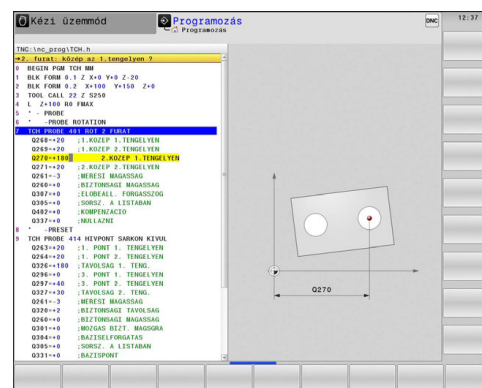 Kézi üzemmód
Programozás
Programozás
DNC
12:37
TNC:\nc_prog\TCH.h
→2. furat: közép az 1.tengelyen ?
0 BEGIN PGM TCH MM
1 BLK FORM 0.1 Z X+0 Y+0 Z-20
2 BLK FORM 0.2 X+100 Y+150 Z+0
3 TOOL CALL 22 Z S250
4 L Z+100 R0 FMAX
5 * - PROBE
6 * -PROBE ROTATION
7 TCH PROBE 401 ROT 2 FURAT
Q268=+20 ;1.KOZEP 1.TENGELYEN
Q269=+20 ;1.KOZEP 2.TENGELYEN
Q270=+180 2.KOZEP 1.TENGELYEN
Q271=+20 ;2.KOZEP 2.TENGELYEN
Q261=-3 ;MERESI MAGASSAG
Q260=+0 ;BIZTONSAGI MAGASSAG
Q307=+0 ;ELOBEALL. FORGASSZOG
Q305=+0 ;SORSZ. A LISTABAN
Q402=+0 ;KOMPENZACIO
Q337=+0 ;NULLAZNI
8 * -PRESET
9 TCH PROBE 414 HIVPONT SARKON KIVUL
Q263=+20 ;1. PONT 1. TENGELYEN
Q264=+20 ;1. PONT 2. TENGELYEN
Q326=+180 ;TAVOLSAG 1. TENG.
Q296=+0 ;3. PONT 1. TENGELYEN
Q297=+40 ;3. PONT 2. TENGELYEN
Q327=+30 ;TAVOLSAG 2. TENG.
Q261=-3 ;MERESI MAGASSAG
Q320=+2 ;BIZTONSAGI TAVOLSAG
Q260=+0 ;BIZTONSAGI MAGASSAG
Q301=+0 ;MOZGAS BIZT. MAGSGRA
Q304=+0 ;BAZISELFORGATAS
Q305=+0 ;SORSZ. A LISTABAN
Q331=+0 ;BAZISPONT
Q270